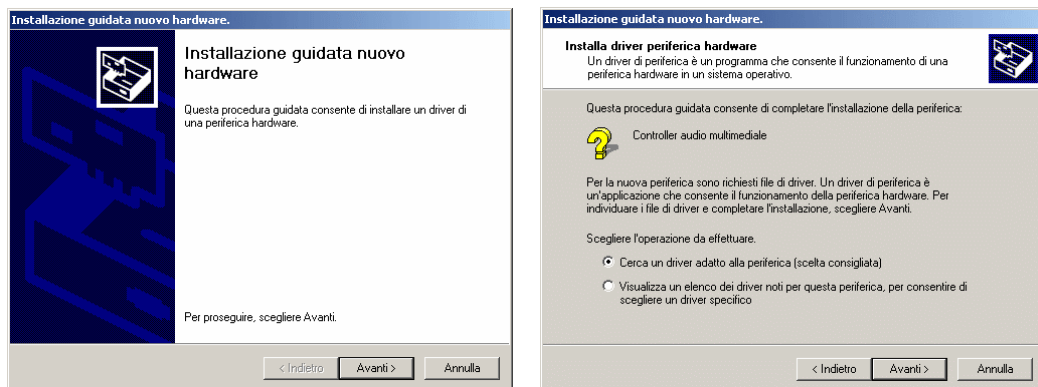 Installazione guidata nuovo hardware.
Installazione guidata nuovo
hardware
Questa procedura guidata consente di installare un driver di
una periferica hardware.
Per proseguire, scegliere Avanti.
< Indietro Avanti > Annulla
Installazione guidata nuovo hardware.
Installa driver periferica hardware
Un driver di periferica è un programma che consente il funzionamento di una
periferica hardware in un sistema operativo.
Questa procedura guidata consente di completare l'installazione della periferica:
Controller audio multimediale
Per la nuova periferica sono richiesti file di driver. Un driver di periferica è
un'applicazione che consente il funzionamento della periferica hardware. Per
individuare i file di driver e completare l'installazione, scegliere Avanti.
Scegliere l'operazione da effettuare.
Cerca un driver adatto alla periferica (scelta consigliata)
Visualizza un elenco dei driver noti per questa periferica, per consentire di
scegliere un driver specifico
< Indietro Avanti > Annulla